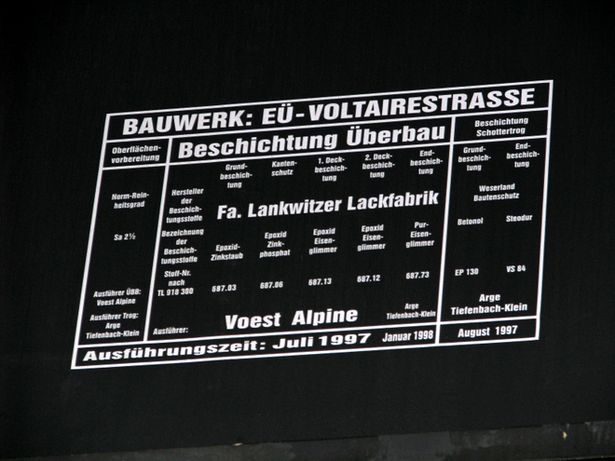 BAUWERK: EÜ-VOLTAIRESTRASSE
Oberflächen-
vorbereitung
Norm-Rein-
heitsgrad
Sa 2½
Ausführer ÜBB:
Voest Alpine
Ausführer Trog:
Arge
Tiefenbach-Klein
Beschichtung Überbau
Grund-
beschich-
tung
Kanten-
schutz
1. Deck-
beschich-
tung
2. Deck-
beschich-
tung
End-
beschich-
tung
Hersteller
der
Beschich-
tungsstoffe
Fa. Lankwitzer Lackfabrik
Bezeichnung
der
Beschich-
tungsstoffe
Epoxid-
Zinkstaub
Epoxid
Zink-
phosphat
Epoxid
Eisen-
glimmer
Epoxid
Eisen-
glimmer
Pur-
Eisen-
glimmer
Stoff-Nr.
nach
TL 918 300
687.03
687.06
687.13
687.12
687.73
Ausführer:
Voest Alpine
Arge
Tiefenbach-Klein
Beschichtung
Schottertrog
Grund-
beschich-
tung
End-
beschich-
tung
Weserland
Bautenschutz
Betonol
Steodur
EP 130
VS 84
Arge
Tiefenbach-Klein
Ausführungszeit: Juli 1997
Januar 1998
August 1997